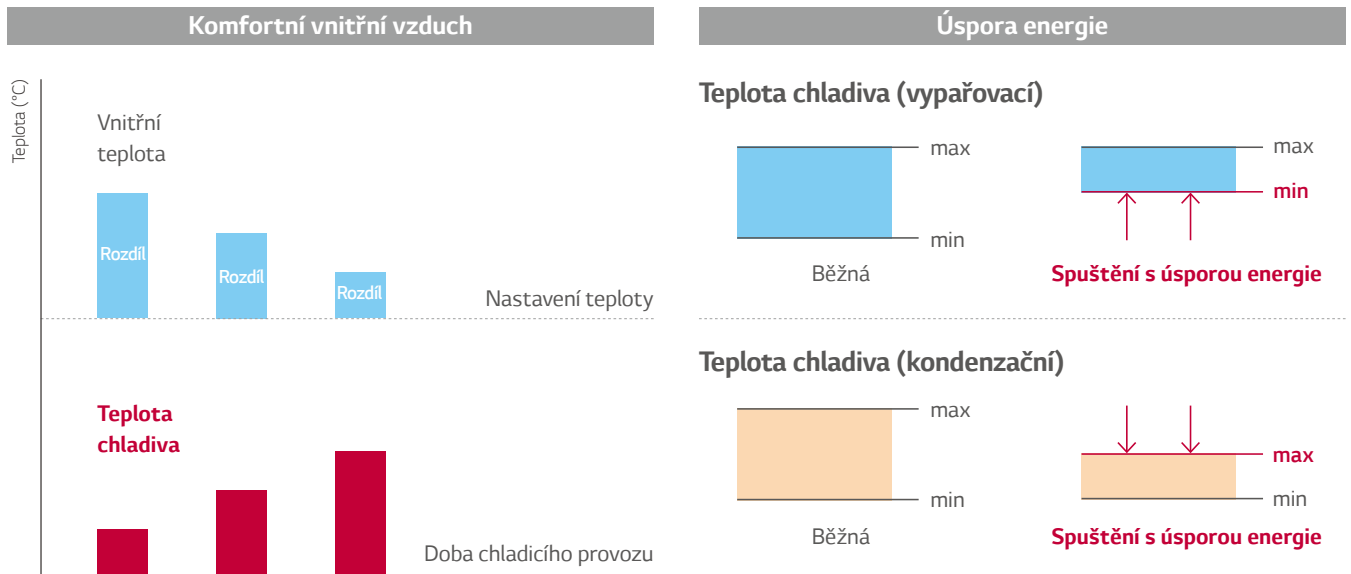 Komfortní vnitřní vzduch
Teplota (°C)
Vnitřní
teplota
Rozdíl
Rozdíl
Rozdíl
Nastavení teploty
Teplota
chladiva
Doba chladicího provozu
Úspora energie
Teplota chladiva (vypařovací)
max
min
Běžná
max
min
Spuštění s úsporou energie
Teplota chladiva (kondenzační)
max
min
Běžná
max
min
Spuštění s úsporou energie